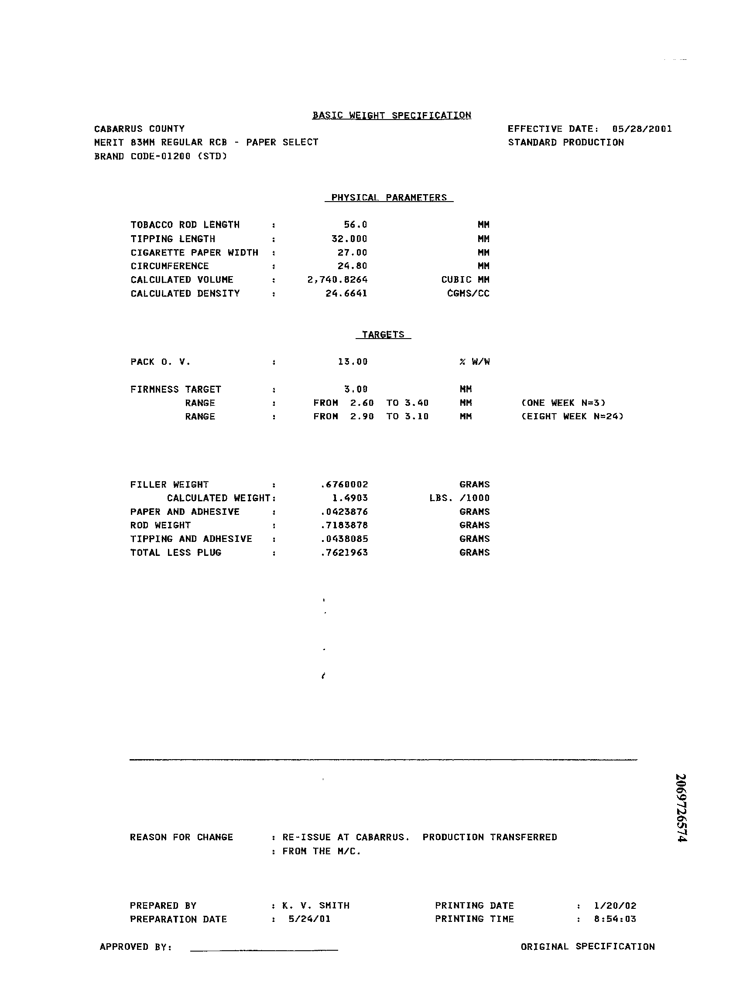 BASIC WEIGHT SPECIFICATION
CABARRUS COUNTY EFFECTIVE DATE: 05/28/2001
MERIT 83MM REGULAR RCB - PAPER SELECT STANDARD PRODUCTION
BRAND CODE-01200 (STD)
PHYSICAL PARAMETERS
TOBACCO ROD LENGTH : 56.0 MM
TIPPING LENGTH : 32.000 MM
CIGARETTE PAPER WIDTH : 27.00 MM
CIRCUMFERENCE : 24.80 MM
CALCULATED VOLUME : 2,740.8264 CUBIC MM
CALCULATED DENSITY : 24.6641 CGMS/CC
TARGETS
PACK O. V. : 13.00 % W/W
FIRMNESS TARGET : 3.00 MM
RANGE : FROM 2.60 TO 3.40 MM (ONE WEEK N=3)
RANGE : FROM 2.90 TO 3.10 MM (EIGHT WEEK N=24)
FILLER WEIGHT : .6760002 GRAMS
CALCULATED WEIGHT: 1.4903 LBS. /1000
PAPER AND ADHESIVE : .0423876 GRAMS
ROD WEIGHT : .7183878 GRAMS
TIPPING AND ADHESIVE : .0438085 GRAMS
TOTAL LESS PLUG : .7621963 GRAMS
2069726574
REASON FOR CHANGE : RE-ISSUE AT CABARRUS. PRODUCTION TRANSFERRED
: FROM THE M/C.
PREPARED BY : K. V. SMITH PRINTING DATE : 1/20/02
PREPARATION DATE : 5/24/01 PRINTING TIME : 8:54:03
APPROVED BY: ORIGINAL SPECIFICATION